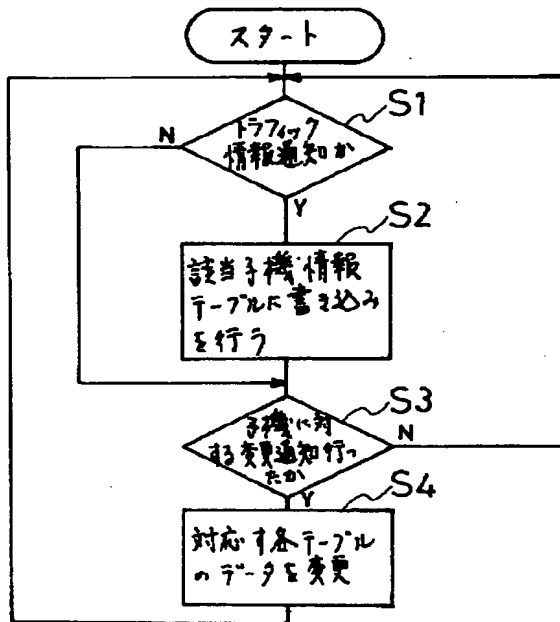 スタート
S1
N
トラフィック
情報通知か
Y
S2
該当子機情報
テーブルに書き込み
を行う
S3
子機に対
する変更通知行っ
たか
N
Y
S4
対応す各テーブル
のデータを変更